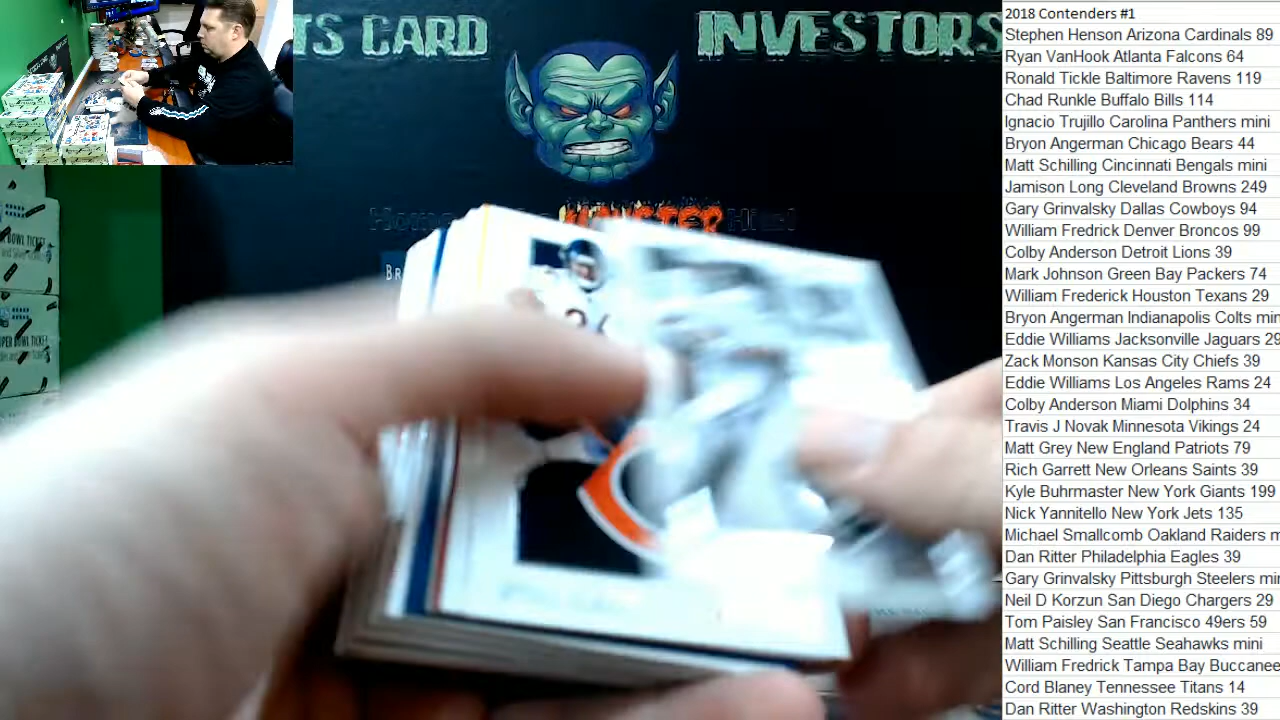 TS CARD INVESTORS
MONSTER
BR
2018 Contenders #1
Stephen Henson Arizona Cardinals 89
Ryan VanHook Atlanta Falcons 64
Ronald Tickle Baltimore Ravens 119
Chad Runkle Buffalo Bills 114
Ignacio Trujillo Carolina Panthers mini
Bryon Angerman Chicago Bears 44
Matt Schilling Cincinnati Bengals mini
Jamison Long Cleveland Browns 249
Gary Grinvalsky Dallas Cowboys 94
William Fredrick Denver Broncos 99
Colby Anderson Detroit Lions 39
Mark Johnson Green Bay Packers 74
William Frederick Houston Texans 29
Bryon Angerman Indianapolis Colts min
Eddie Williams Jacksonville Jaguars 29
Zack Monson Kansas City Chiefs 39
Eddie Williams Los Angeles Rams 24
Colby Anderson Miami Dolphins 34
Travis J Novak Minnesota Vikings 24
Matt Grey New England Patriots 79
Rich Garrett New Orleans Saints 39
Kyle Buhrmaster New York Giants 199
Nick Yannitello New York Jets 135
Michael Smallcomb Oakland Raiders m
Dan Ritter Philadelphia Eagles 39
Gary Grinvalsky Pittsburgh Steelers mini
Neil D Korzun San Diego Chargers 29
Tom Paisley San Francisco 49ers 59
Matt Schilling Seattle Seahawks mini
William Fredrick Tampa Bay Buccanee
Cord Blaney Tennessee Titans 14
Dan Ritter Washington Redskins 39